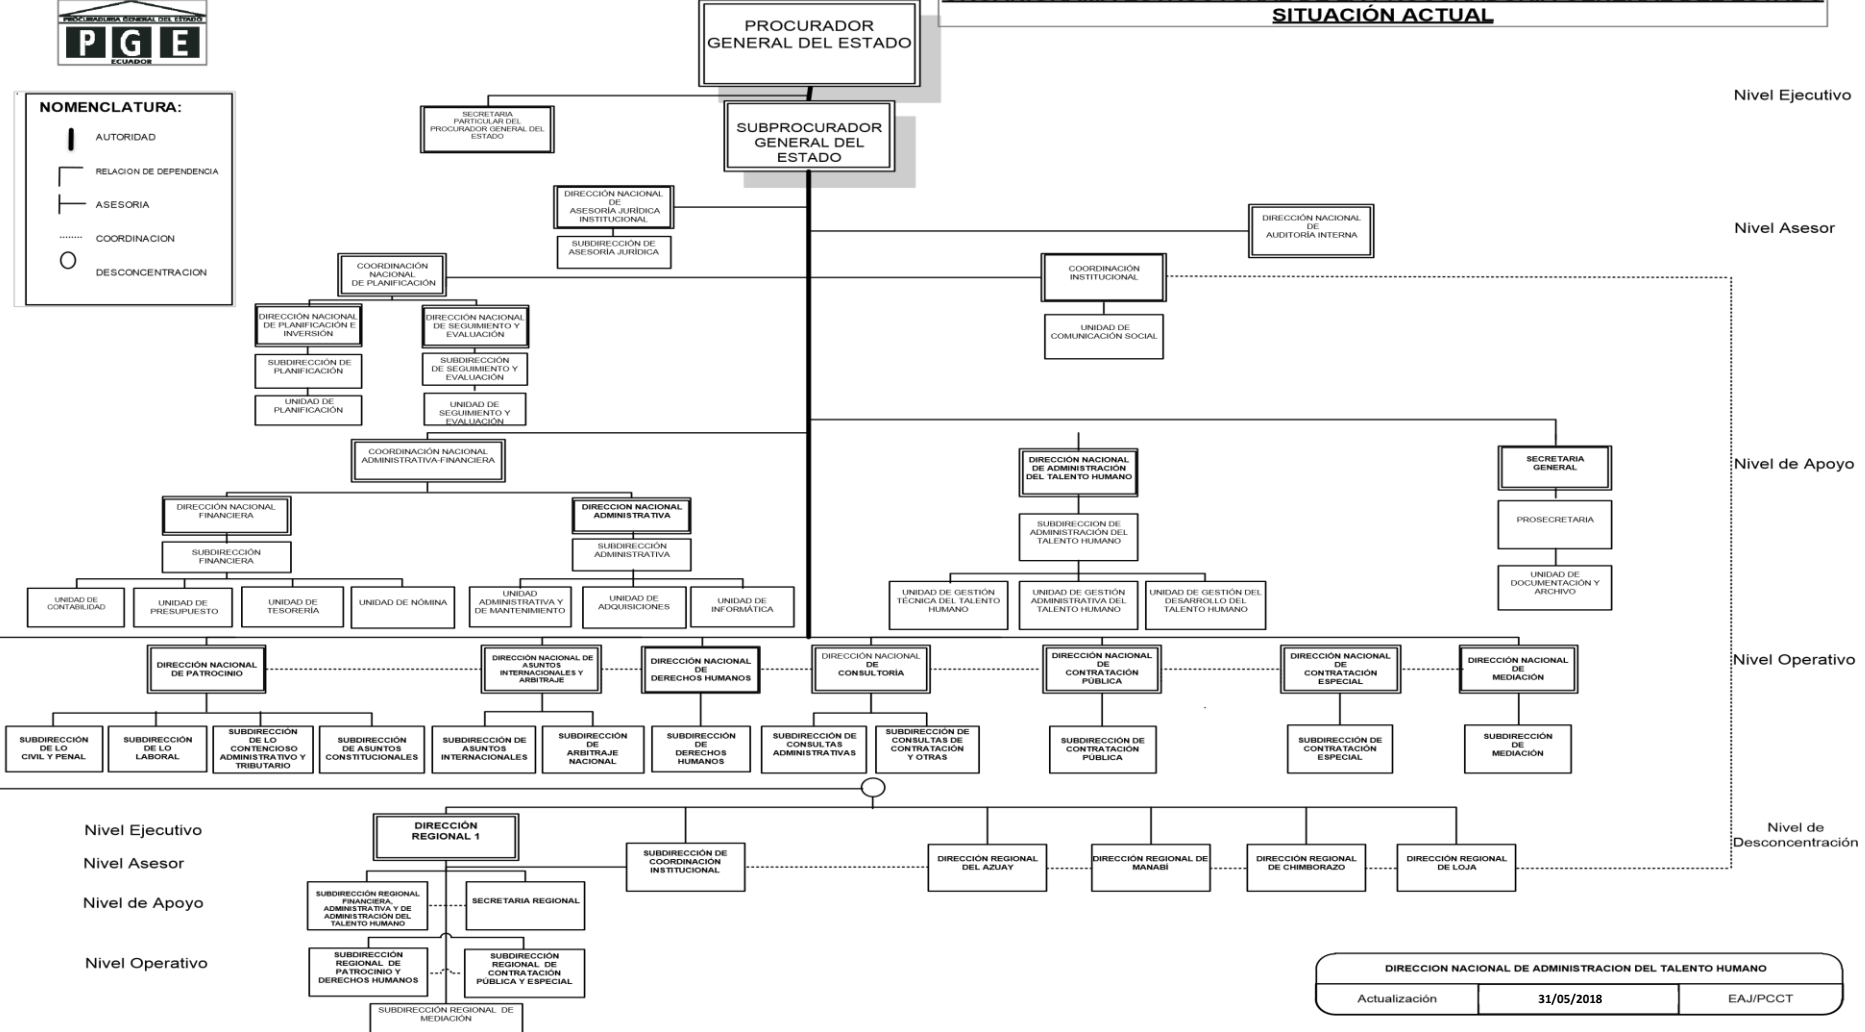 PROCURADURIA GENERAL DEL ESTADO
P G E
ECUADOR
SITUACIÓN ACTUAL
PROCURADOR
GENERAL DEL ESTADO
NOMENCLATURA:
AUTORIDAD
RELACION DE DEPENDENCIA
ASESORIA
COORDINACION
DESCONCENTRACION
Nivel Ejecutivo
SECRETARIA
PARTICULAR DEL
PROCURADOR GENERAL DEL
ESTADO
SUBPROCURADOR
GENERAL DEL
ESTADO
DIRECCIÓN NACIONAL
DE
ASESORÍA JURÍDICA
INSTITUCIONAL
SUBDIRECCIÓN DE
ASESORÍA JURÍDICA
DIRECCIÓN NACIONAL
DE
AUDITORÍA INTERNA
Nivel Asesor
COORDINACIÓN
NACIONAL
DE PLANIFICACIÓN
COORDINACIÓN
INSTITUCIONAL
DIRECCIÓN NACIONAL
DE PLANIFICACIÓN E
INVERSIÓN
DIRECCIÓN NACIONAL
DE SEGUIMIENTO Y
EVALUACIÓN
UNIDAD DE
COMUNICACIÓN SOCIAL
SUBDIRECCIÓN DE
PLANIFICACIÓN
SUBDIRECCIÓN
DE SEGUIMIENTO Y
EVALUACIÓN
UNIDAD DE
PLANIFICACIÓN
UNIDAD DE
SEGUIMIENTO Y
EVALUACIÓN
COORDINACIÓN NACIONAL
ADMINISTRATIVA-FINANCIERA
DIRECCIÓN NACIONAL
DE ADMINISTRACIÓN
DEL TALENTO HUMANO
SECRETARIA
GENERAL
Nivel de Apoyo
DIRECCIÓN NACIONAL
FINANCIERA
DIRECCION NACIONAL
ADMINISTRATIVA
SUBDIRECCION DE
ADMINISTRACIÓN DEL
TALENTO HUMANO
PROSECRETARIA
SUBDIRECCIÓN
FINANCIERA
SUBDIRECCIÓN
ADMINISTRATIVA
UNIDAD DE
DOCUMENTACIÓN Y
ARCHIVO
UNIDAD DE
CONTABILIDAD
UNIDAD DE
PRESUPUESTO
UNIDAD DE
TESORERÍA
UNIDAD DE NÓMINA
UNIDAD
ADMINISTRATIVA Y
DE MANTENIMIENTO
UNIDAD DE
ADQUISICIONES
UNIDAD DE
INFORMÁTICA
UNIDAD DE GESTIÓN
TÉCNICA DEL TALENTO
HUMANO
UNIDAD DE GESTIÓN
ADMINISTRATIVA DEL
TALENTO HUMANO
UNIDAD DE GESTIÓN DEL
DESARROLLO DEL
TALENTO HUMANO
DIRECCIÓN NACIONAL
DE PATROCINIO
DIRECCIÓN NACIONAL DE
ASUNTOS
INTERNACIONALES Y
ARBITRAJE
DIRECCIÓN NACIONAL
DE
DERECHOS HUMANOS
DIRECCIÓN NACIONAL
DE
CONSULTORÍA
DIRECCIÓN NACIONAL
DE
CONTRATACIÓN
PÚBLICA
DIRECCIÓN NACIONAL
DE
CONTRATACIÓN
ESPECIAL
DIRECCIÓN NACIONAL
DE
MEDIACIÓN
Nivel Operativo
SUBDIRECCIÓN
DE LO
CIVIL Y PENAL
SUBDIRECCIÓN
DE LO
LABORAL
SUBDIRECCIÓN
DE LO
CONTENCIOSO
ADMINISTRATIVO Y
TRIBUTARIO
SUBDIRECCIÓN
DE ASUNTOS
CONSTITUCIONALES
SUBDIRECCIÓN DE
ASUNTOS
INTERNACIONALES
SUBDIRECCIÓN
DE
ARBITRAJE
NACIONAL
SUBDIRECCIÓN
DE
DERECHOS
HUMANOS
SUBDIRECCIÓN DE
CONSULTAS
ADMINISTRATIVAS
SUBDIRECCIÓN DE
CONSULTAS DE
CONTRATACIÓN
Y OTRAS
SUBDIRECCIÓN DE
CONTRATACIÓN
PÚBLICA
SUBDIRECCIÓN DE
CONTRATACIÓN
ESPECIAL
SUBDIRECCIÓN
DE
MEDIACIÓN
Nivel Ejecutivo
DIRECCIÓN
REGIONAL 1
Nivel de
Desconcentración
Nivel Asesor
SUBDIRECCIÓN DE
COORDINACIÓN
INSTITUCIONAL
DIRECCIÓN REGIONAL
DEL AZUAY
DIRECCIÓN REGIONAL DE
MANABÍ
DIRECCIÓN REGIONAL
DE CHIMBORAZO
DIRECCIÓN REGIONAL
DE LOJA
Nivel de Apoyo
SUBDIRECCIÓN REGIONAL
FINANCIERA,
ADMINISTRATIVA Y DE
ADMINISTRACIÓN DEL
TALENTO HUMANO
SECRETARIA REGIONAL
Nivel Operativo
SUBDIRECCIÓN
REGIONAL DE
PATROCINIO Y
DERECHOS HUMANOS
SUBDIRECCIÓN
REGIONAL DE
CONTRATACIÓN
PÚBLICA Y ESPECIAL
SUBDIRECCIÓN REGIONAL DE
MEDIACIÓN
DIRECCION NACIONAL DE ADMINISTRACION DEL TALENTO HUMANO
Actualización
31/05/2018
EAJ/PCCT